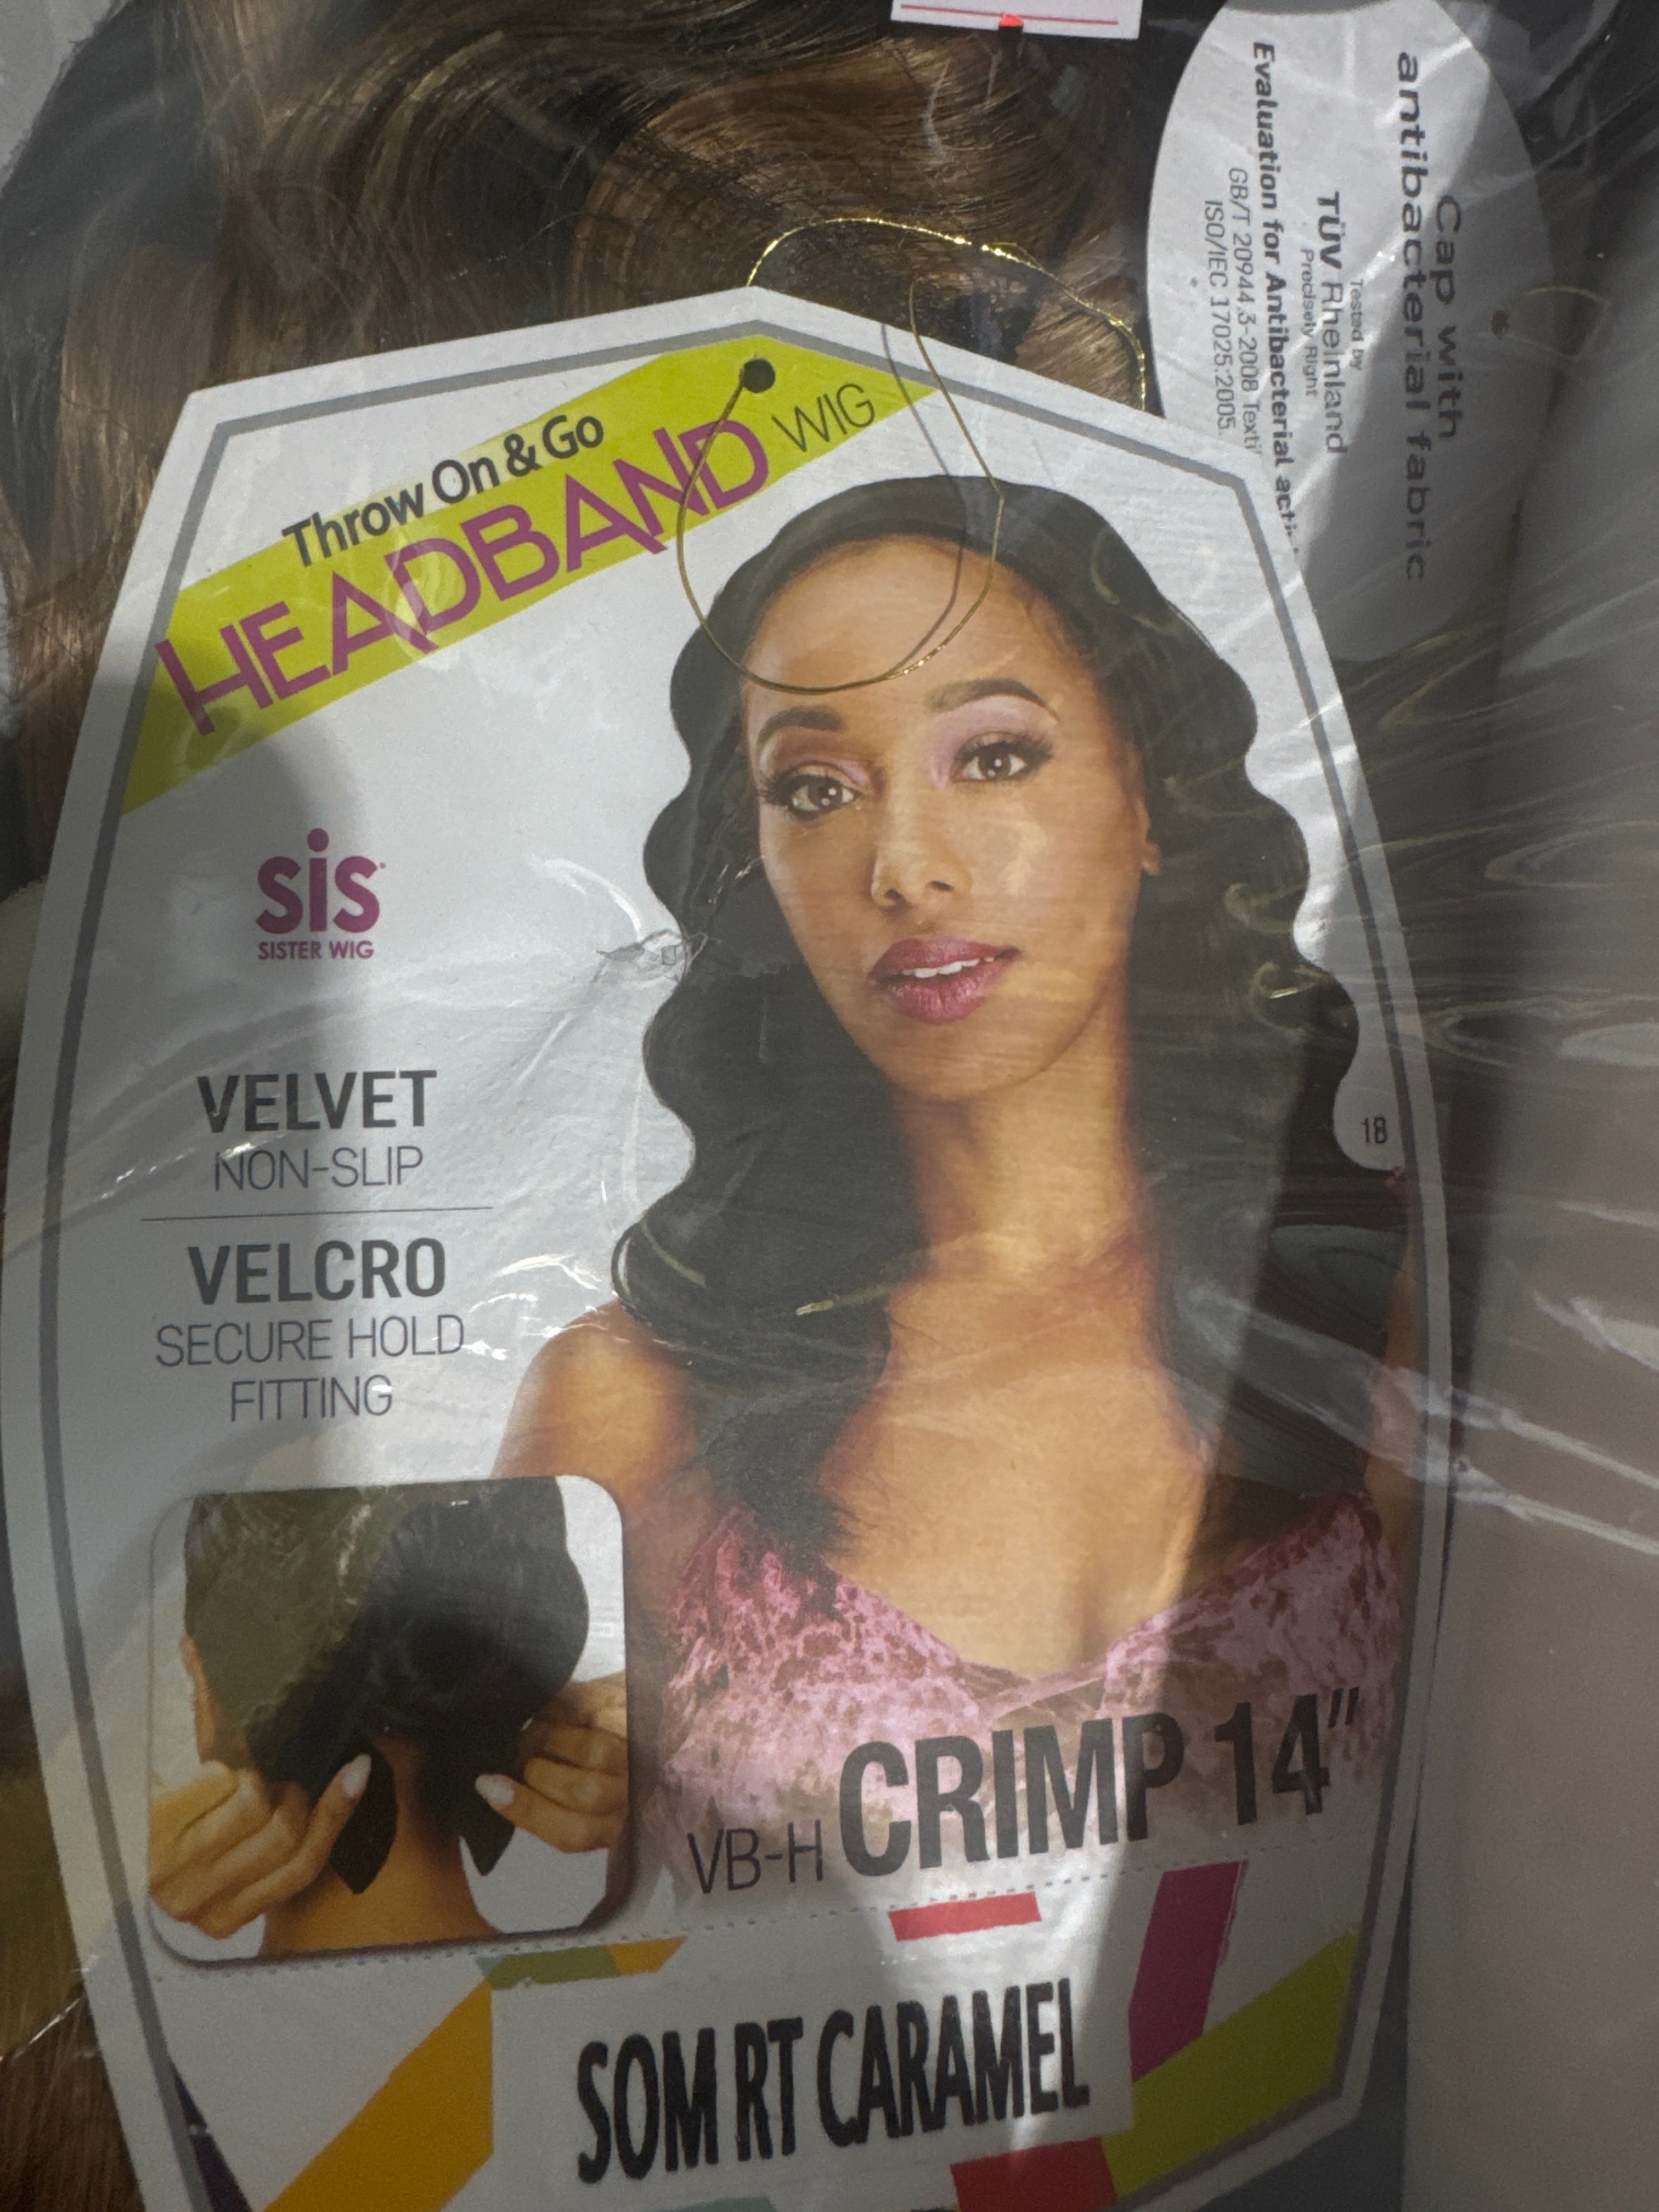 Cap with
antibacterial fabric
Tested by
TÜV Rheinland
Precisely Right
Evaluation for Antibacterial
GB/T 20944.3-2008
ISO/IEC 17025:2005
Throw On & Go
HEADBAND WIG
sis
SISTER WIG
VELVET
NON-SLIP
VELCRO
SECURE HOLD
FITTING
18
VB-H CRIMP 14"
SOM RT CARAMEL